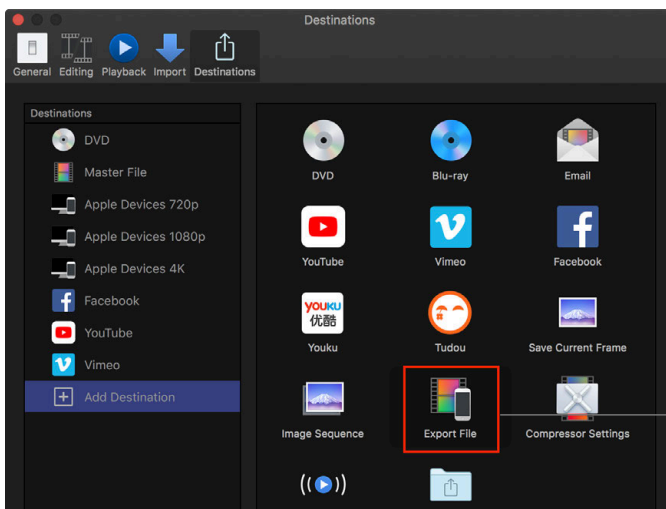 Destinations
General Editing Playback Import Destinations
Destinations
DVD
Master File
Apple Devices 720p
Apple Devices 1080p
Apple Devices 4K
Facebook
YouTube
Vimeo
Add Destination
DVD Blu-ray Email
YouTube Vimeo Facebook
YOUKU
优酷
Youku Tudou Save Current Frame
Image Sequence Export File Compressor Settings